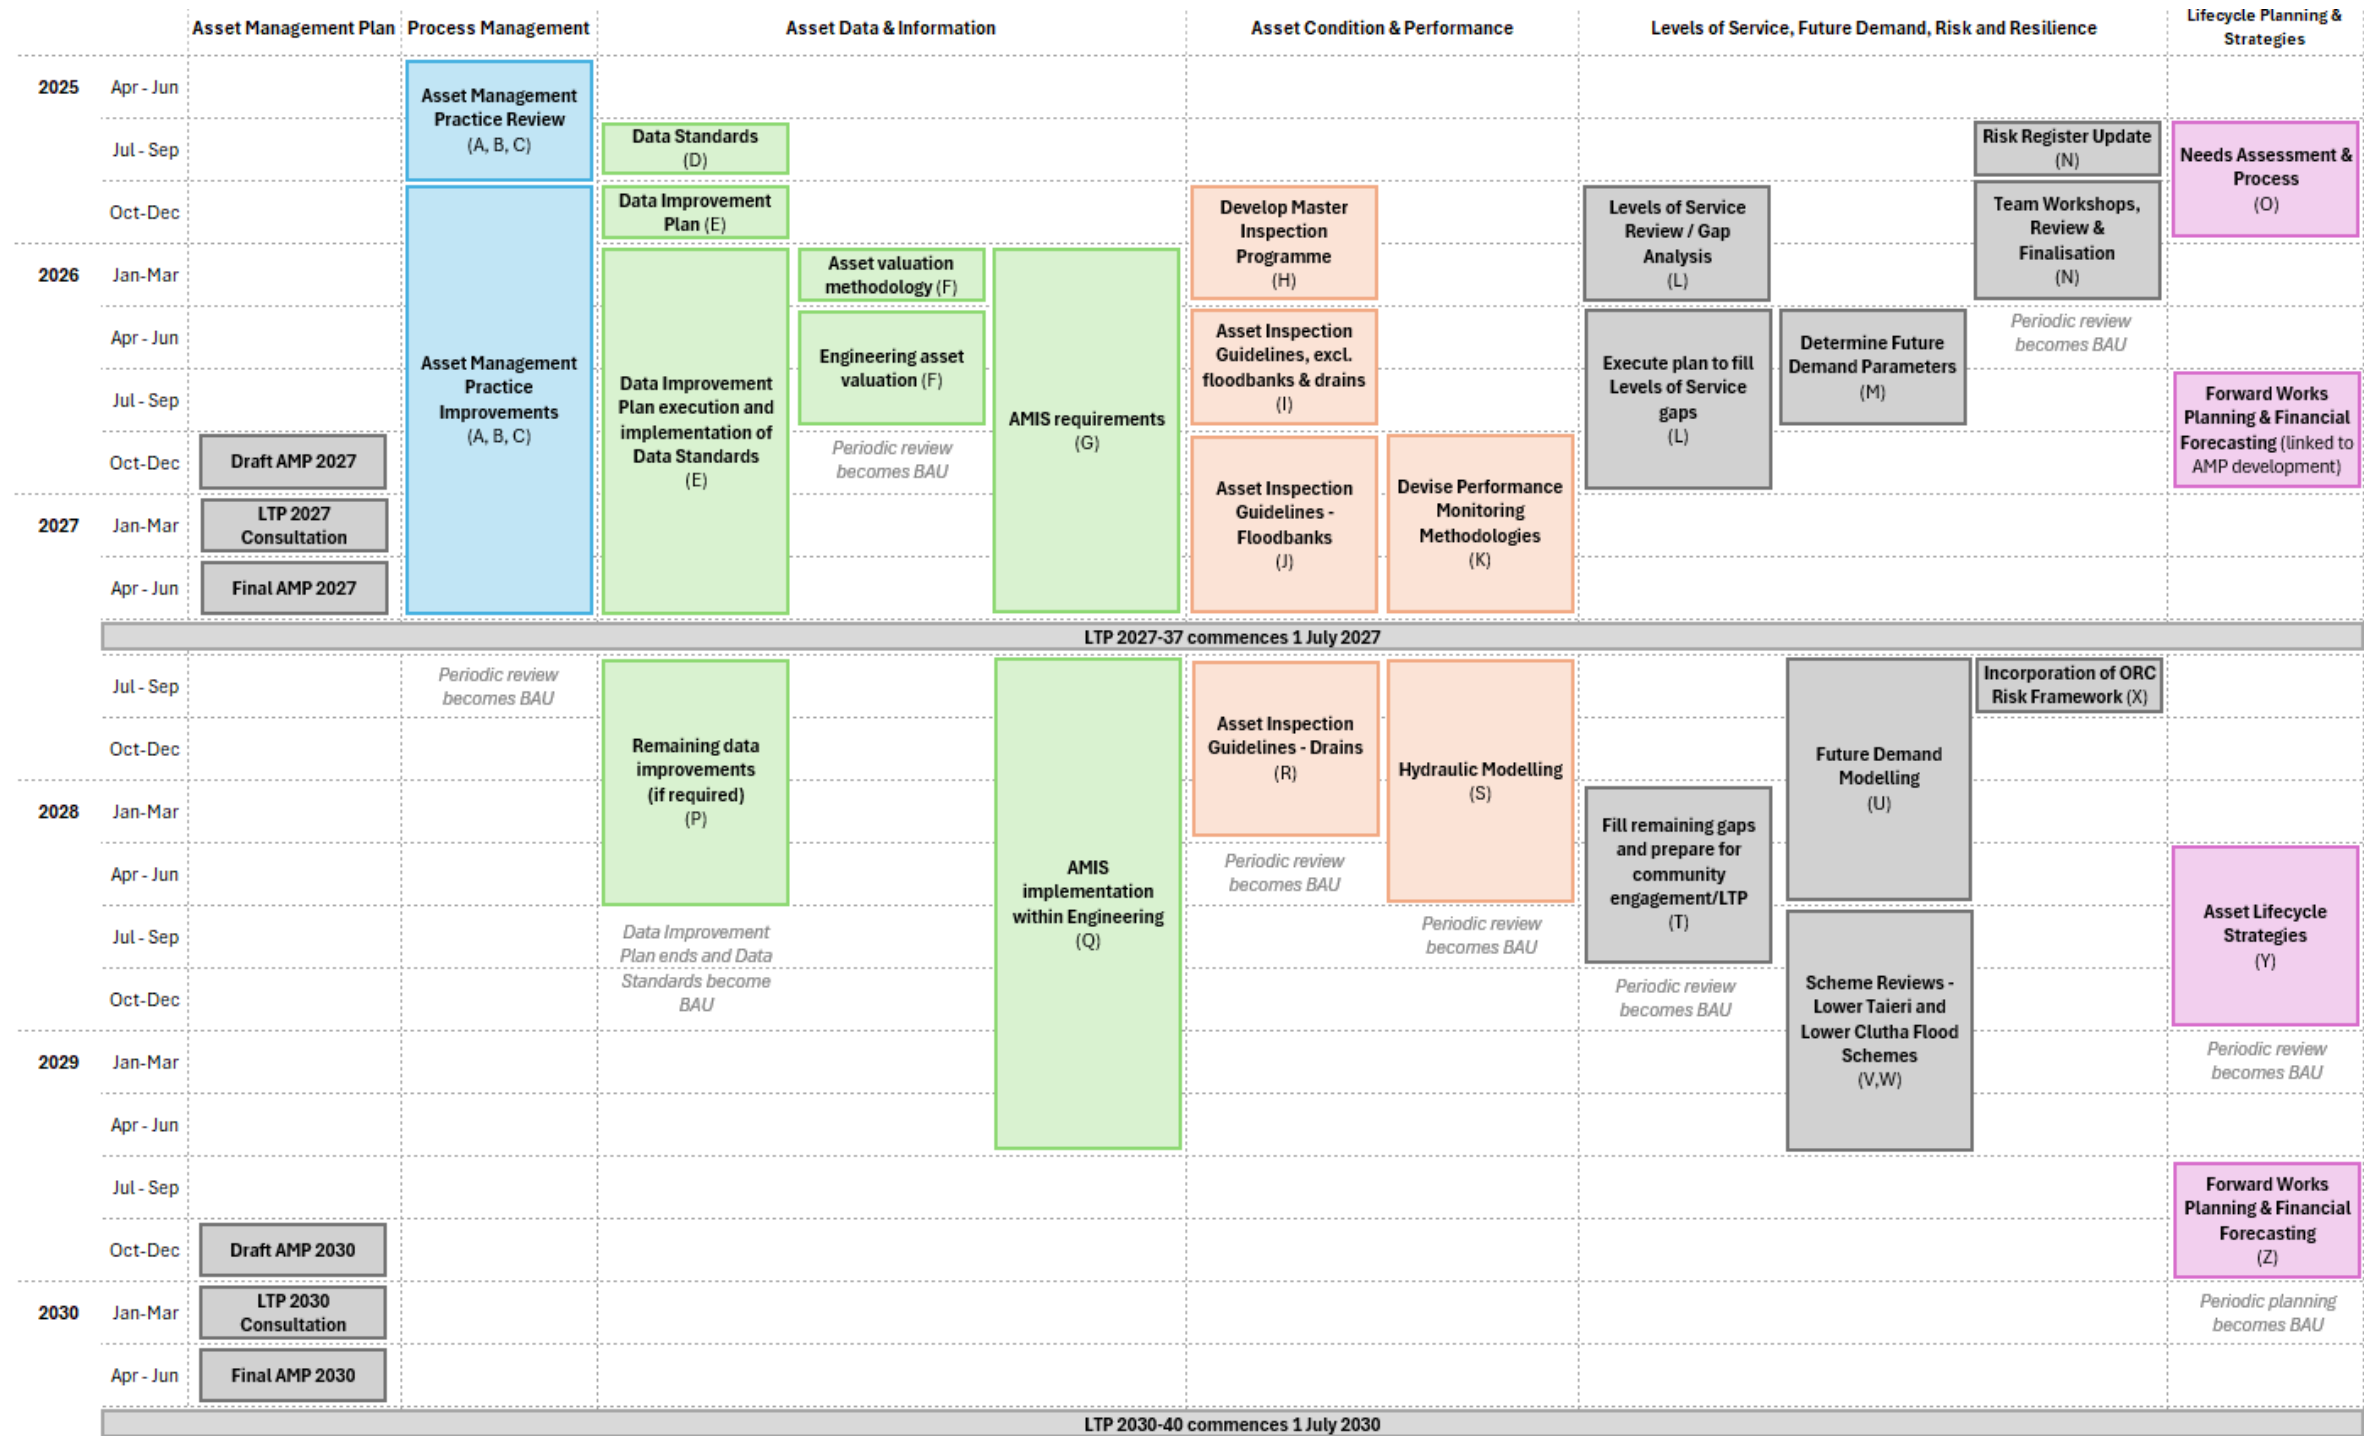 Asset Management Plan
Process Management
Asset Data & Information
Asset Condition & Performance
Levels of Service, Future Demand, Risk and Resilience
Lifecycle Planning &
Strategies
2025
Apr - Jun
Asset Management
Practice Review
(A, B, C)
Jul - Sep
Data Standards
(D)
Risk Register Update
(N)
Needs Assessment &
Process
(O)
Oct-Dec
Data Improvement
Plan (E)
Develop Master
Inspection
Programme
(H)
Levels of Service
Review / Gap
Analysis
(L)
Team Workshops,
Review &
Finalisation
(N)
2026
Jan-Mar
Asset Management
Practice
Improvements
(A, B, C)
Data Improvement
Plan execution and
implementation of
Data Standards
(E)
Asset valuation
methodology (F)
AMIS requirements
(G)
Apr - Jun
Engineering asset
valuation (F)
Asset Inspection
Guidelines, excl.
floodbanks & drains
(I)
Execute plan to fill
Levels of Service
gaps
(L)
Determine Future
Demand Parameters
(M)
Periodic review
becomes BAU
Jul - Sep
Forward Works
Planning & Financial
Forecasting (linked to
AMP development)
Oct-Dec
Draft AMP 2027
Periodic review
becomes BAU
Asset Inspection
Guidelines -
Floodbanks
(J)
Devise Performance
Monitoring
Methodologies
(K)
2027
Jan-Mar
LTP 2027
Consultation
Apr - Jun
Final AMP 2027
LTP 2027-37 commences 1 July 2027
Jul - Sep
Periodic review
becomes BAU
Remaining data
improvements
(if required)
(P)
AMIS
implementation
within Engineering
(Q)
Asset Inspection
Guidelines - Drains
(R)
Hydraulic Modelling
(S)
Future Demand
Modelling
(U)
Incorporation of ORC
Risk Framework (X)
Oct-Dec
2028
Jan-Mar
Fill remaining gaps
and prepare for
community
engagement/LTP
(T)
Apr - Jun
Periodic review
becomes BAU
Asset Lifecycle
Strategies
(Y)
Jul - Sep
Data Improvement
Plan ends and Data
Standards become
BAU
Periodic review
becomes BAU
Scheme Reviews -
Lower Taieri and
Lower Clutha Flood
Schemes
(V,W)
Oct-Dec
Periodic review
becomes BAU
2029
Jan-Mar
Periodic review
becomes BAU
Apr - Jun
Jul - Sep
Forward Works
Planning & Financial
Forecasting
(Z)
Oct-Dec
Draft AMP 2030
2030
Jan-Mar
LTP 2030
Consultation
Periodic planning
becomes BAU
Apr - Jun
Final AMP 2030
LTP 2030-40 commences 1 July 2030